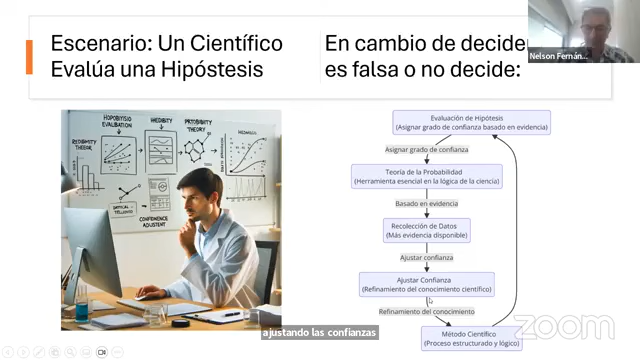 Escenario: Un Científico
Evalúa una Hipóstesis
En cambio de decide
es falsa o no decide:
Nelson Fernán...
HOPOBIYISIO
EVALUATION
PRTOBIBITY
THEORY
Evaluación de Hipótesis
(Asignar grado de confianza basado en evidencia)
Asignar grado de confianza
Teoría de la Probabilidad
(Herramienta esencial en la lógica de la ciencia)
Basado en evidencia
Recolección de Datos
(Más evidencia disponible)
Ajustar confianza
Ajustar Confianza
(Refinamiento del conocimiento científico)
Refinamiento del conocimiento
Método Científico
(Proceso estructurado y lógico)
ajustando las confianzas
zoom